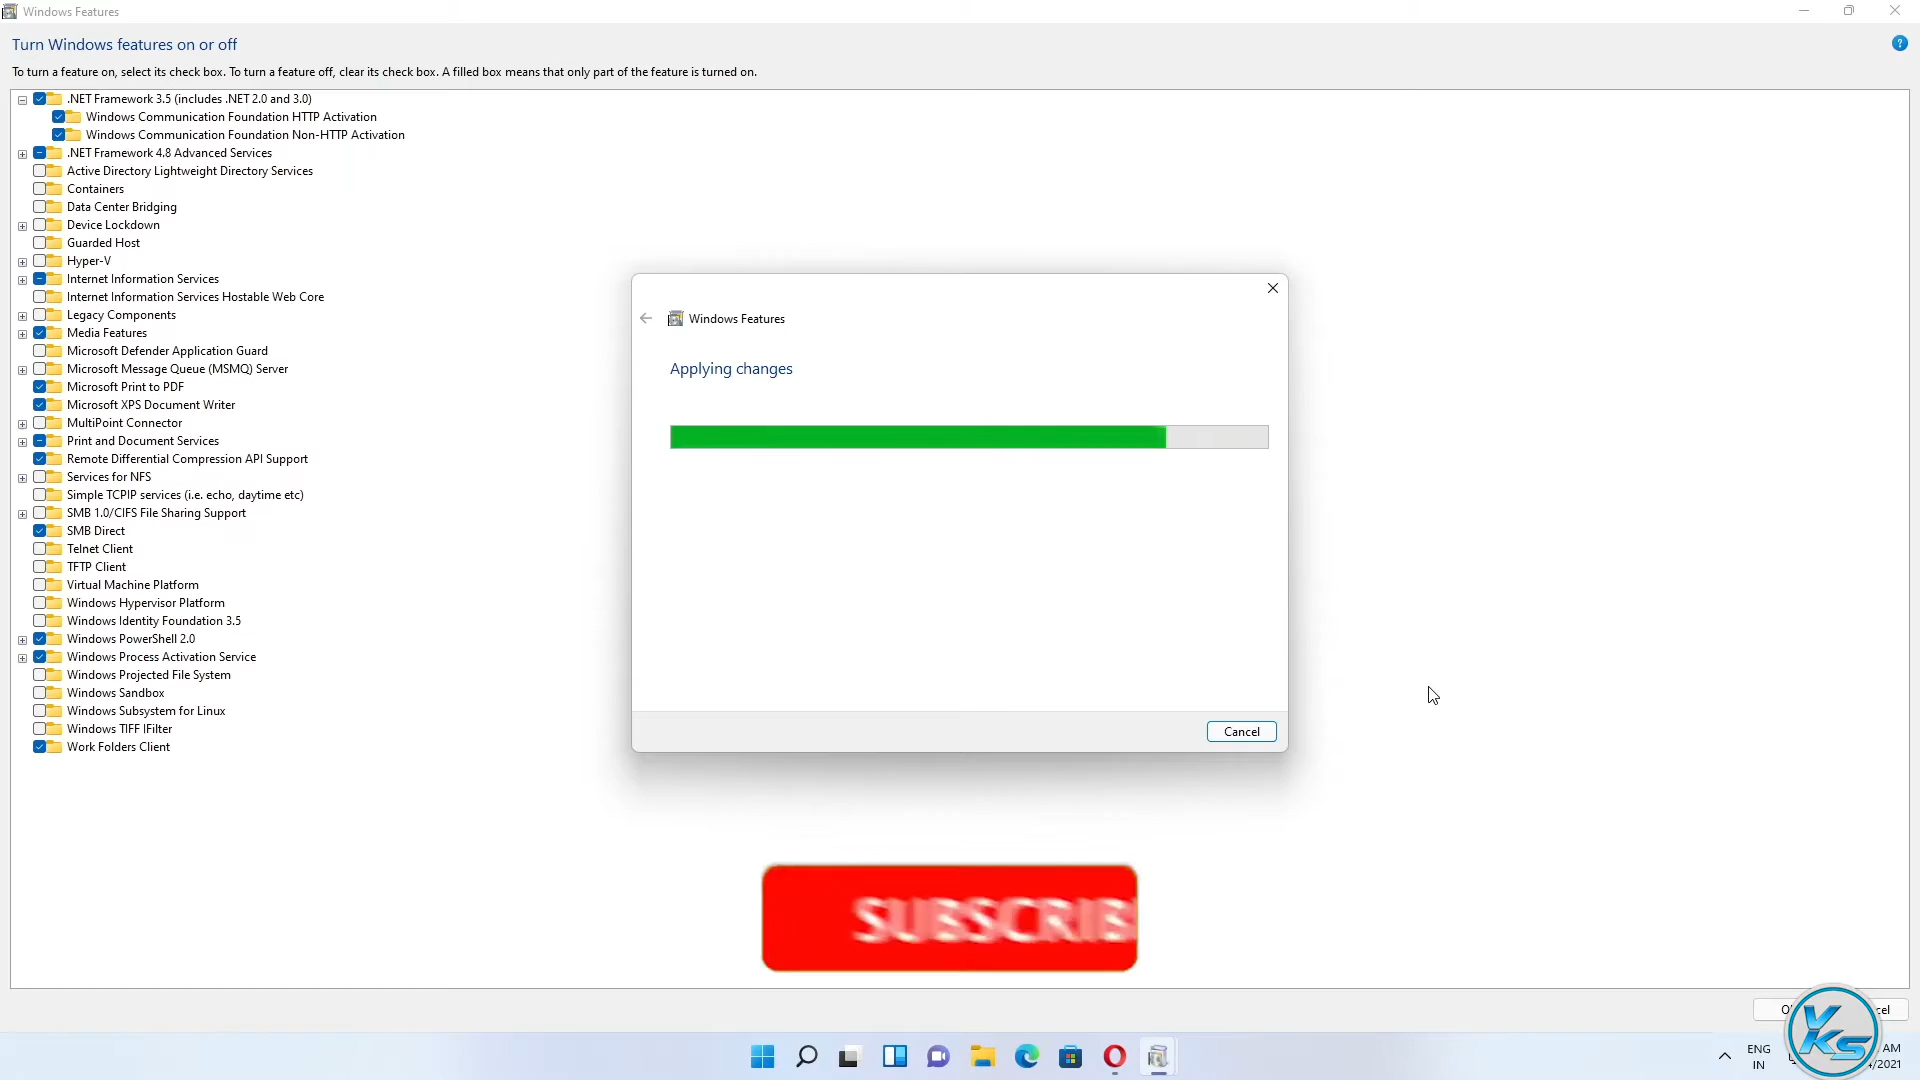 Windows Features
Turn Windows features on or off
To turn a feature on, select its check box. To turn a feature off, clear its check box. A filled box means that only part of the feature is turned on.
.NET Framework 3.5 (includes .NET 2.0 and 3.0)
Windows Communication Foundation HTTP Activation
Windows Communication Foundation Non-HTTP Activation
.NET Framework 4.8 Advanced Services
Active Directory Lightweight Directory Services
Containers
Data Center Bridging
Device Lockdown
Guarded Host
Hyper-V
Internet Information Services
Internet Information Services Hostable Web Core
Legacy Components
Media Features
Microsoft Defender Application Guard
Microsoft Message Queue (MSMQ) Server
Microsoft Print to PDF
Microsoft XPS Document Writer
MultiPoint Connector
Print and Document Services
Remote Differential Compression API Support
Services for NFS
Simple TCPIP services (i.e. echo, daytime etc)
SMB 1.0/CIFS File Sharing Support
SMB Direct
Telnet Client
TFTP Client
Virtual Machine Platform
Windows Hypervisor Platform
Windows Identity Foundation 3.5
Windows PowerShell 2.0
Windows Process Activation Service
Windows Projected File System
Windows Sandbox
Windows Subsystem for Linux
Windows TIFF IFilter
Work Folders Client
Windows Features
Applying changes
Cancel
SUBSCRIB
YKS
ENG
IN
AM
/2021